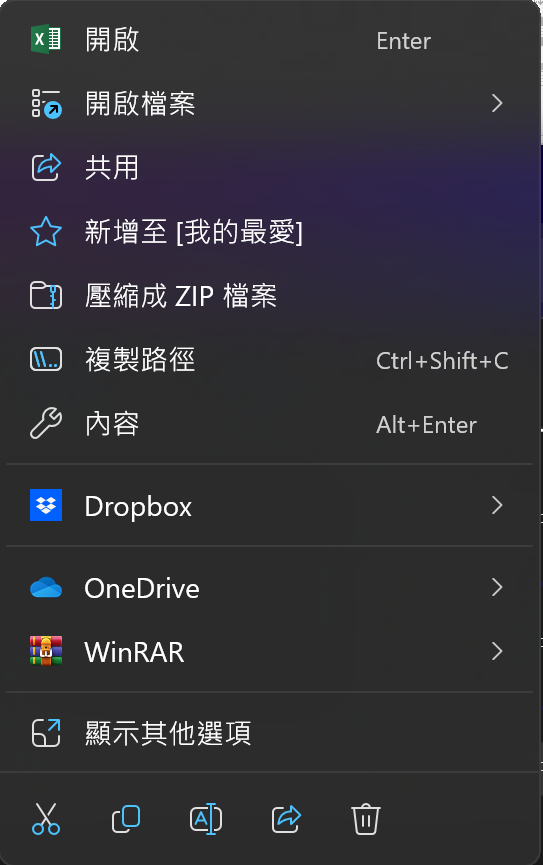 開啟 Enter
開啟檔案
共用
新增至 [我的最愛]
壓縮成 ZIP 檔案
複製路徑 Ctrl+Shift+C
內容 Alt+Enter
Dropbox
OneDrive
WinRAR
顯示其他選項